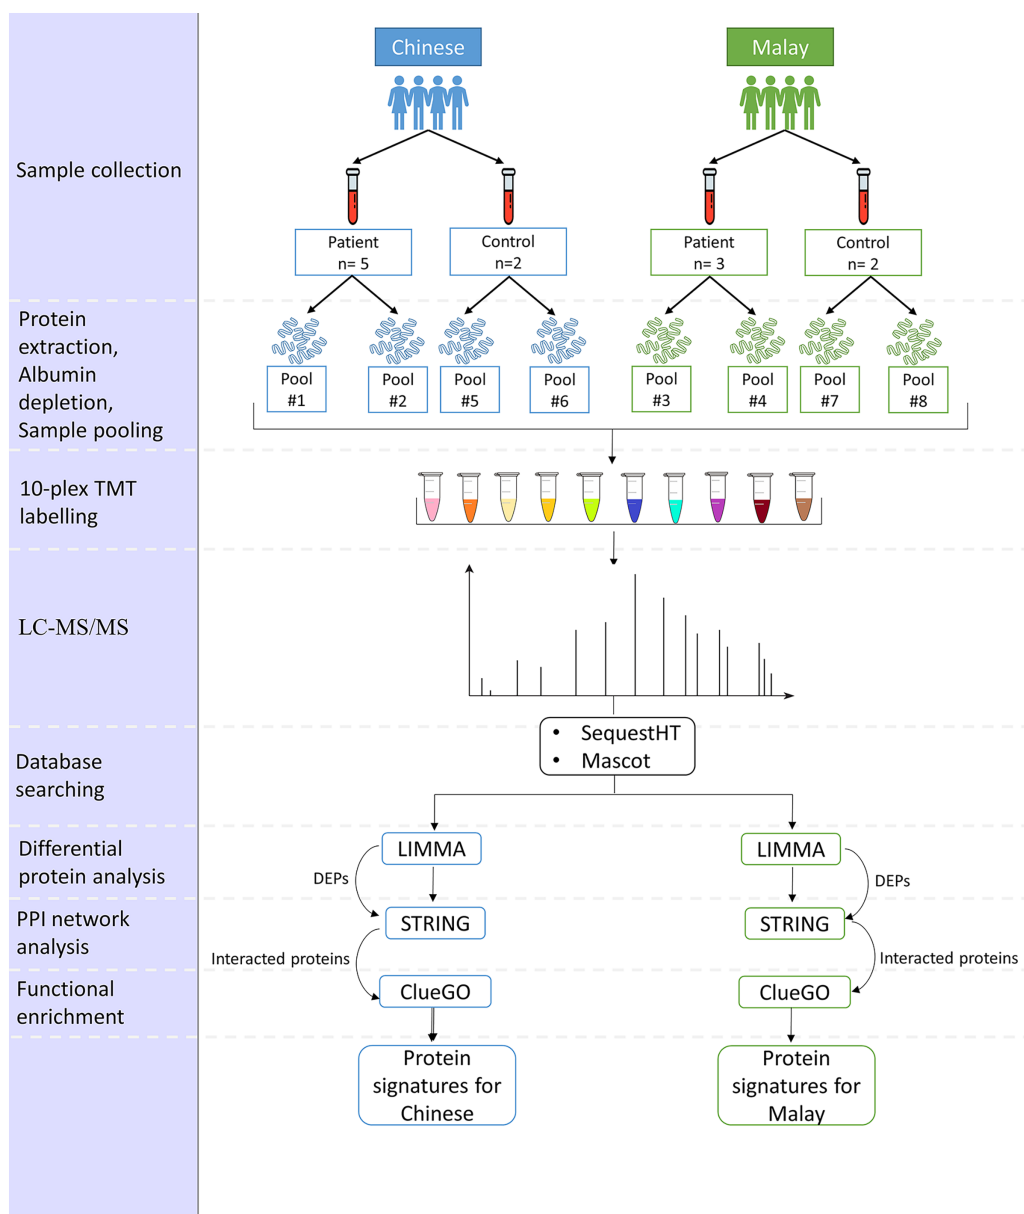 Chinese
Malay
Sample collection
Patient
n= 5
Control
n=2
Patient
n= 3
Control
n= 2
Protein
extraction,
Albumin
depletion,
Sample pooling
Pool
#1
Pool
#2
Pool
#5
Pool
#6
Pool
#3
Pool
#4
Pool
#7
Pool
#8
10-plex TMT
labelling
LC-MS/MS
Database
searching
• SequestHT
• Mascot
Differential
protein analysis
LIMMA
LIMMA
DEPs
DEPs
PPI network
analysis
STRING
STRING
Interacted proteins
Interacted proteins
Functional
enrichment
ClueGO
ClueGO
Protein
signatures for
Chinese
Protein
signatures for
Malay